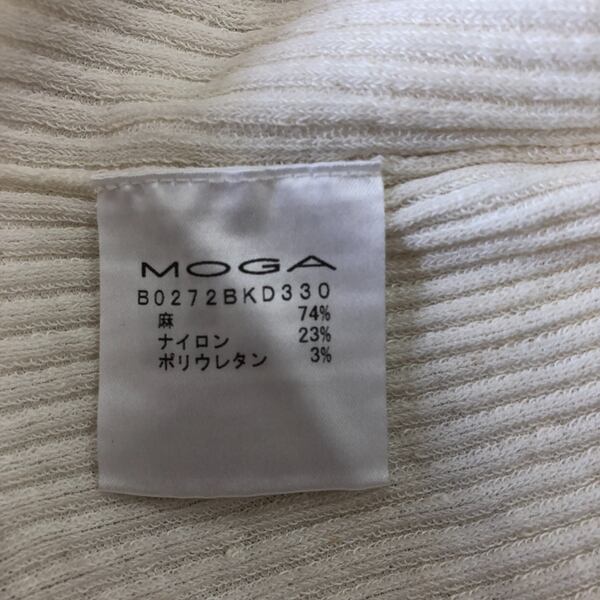 MOGA
B0272BKD330
麻 74%
ナイロン 23%
ポリウレタン 3%